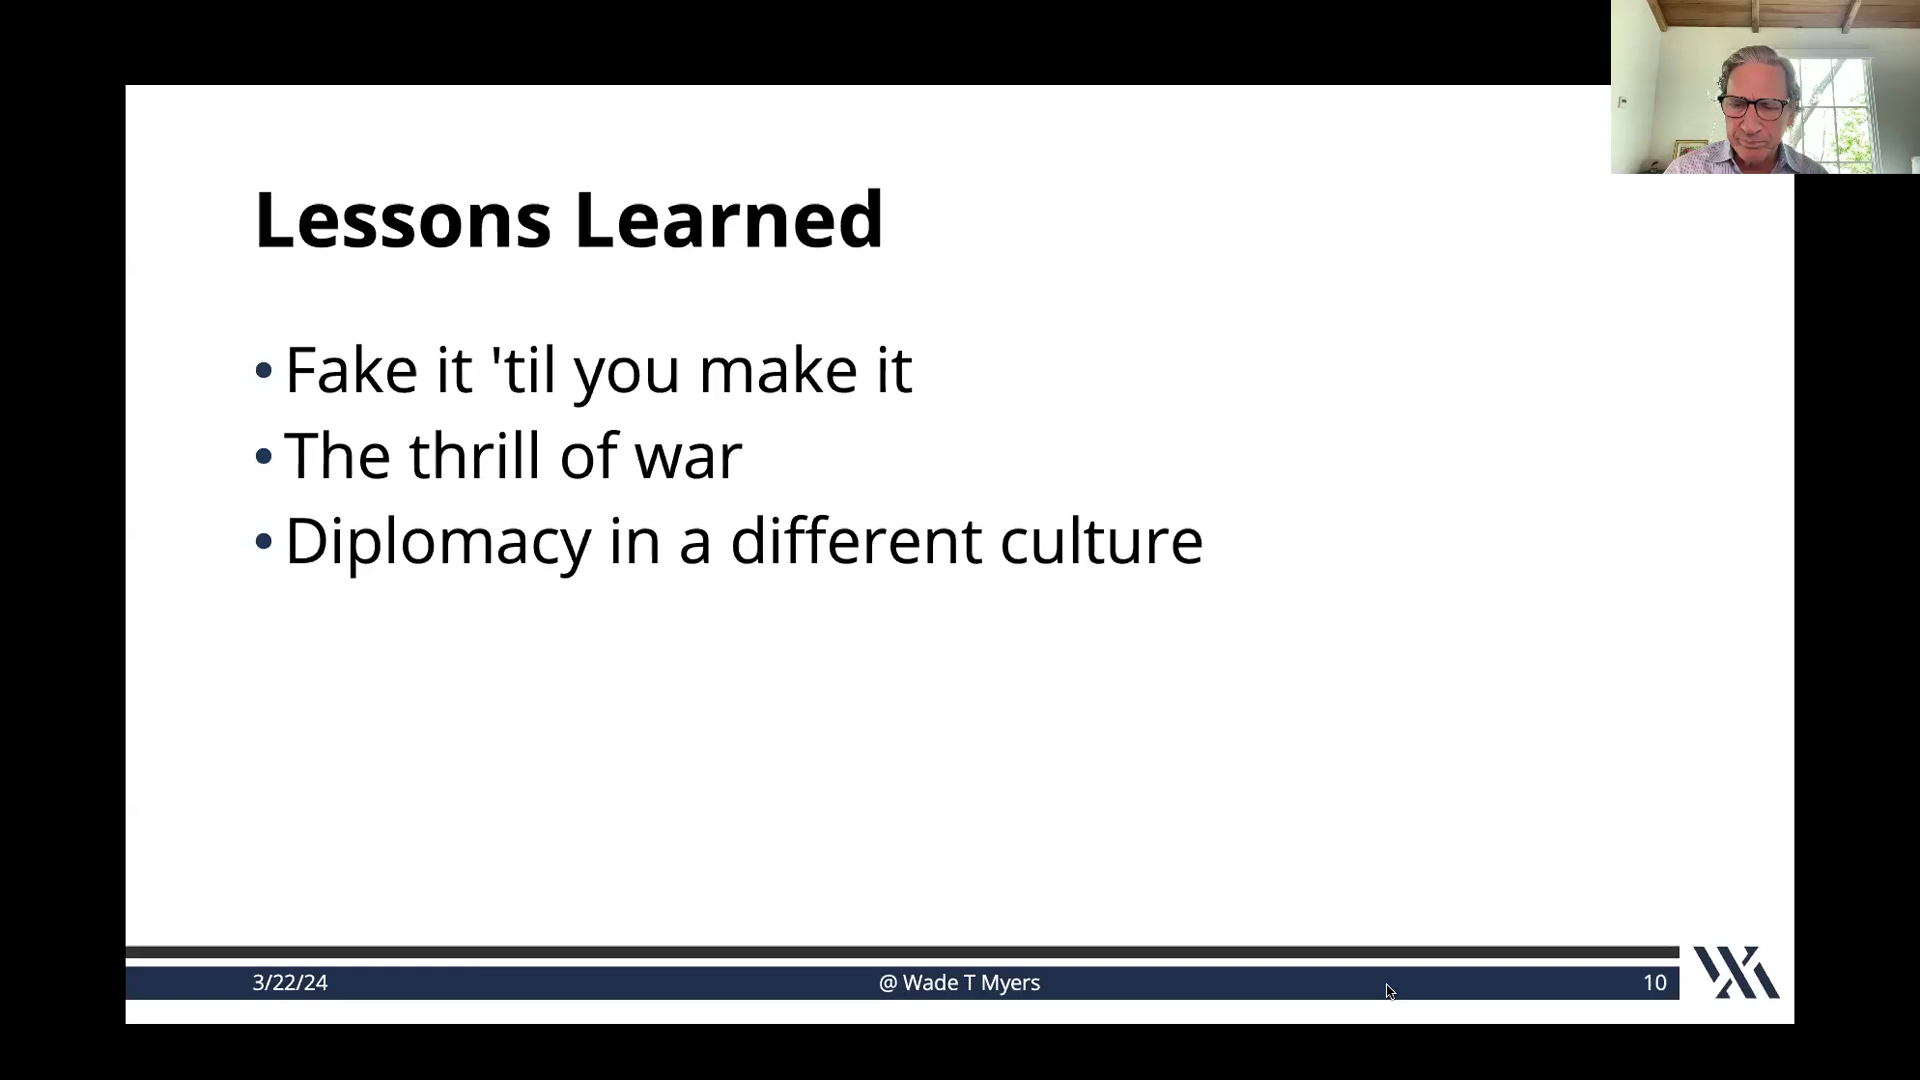 Lessons Learned
• Fake it 'til you make it
• The thrill of war
• Diplomacy in a different culture
3/22/24
@ Wade T Myers
10